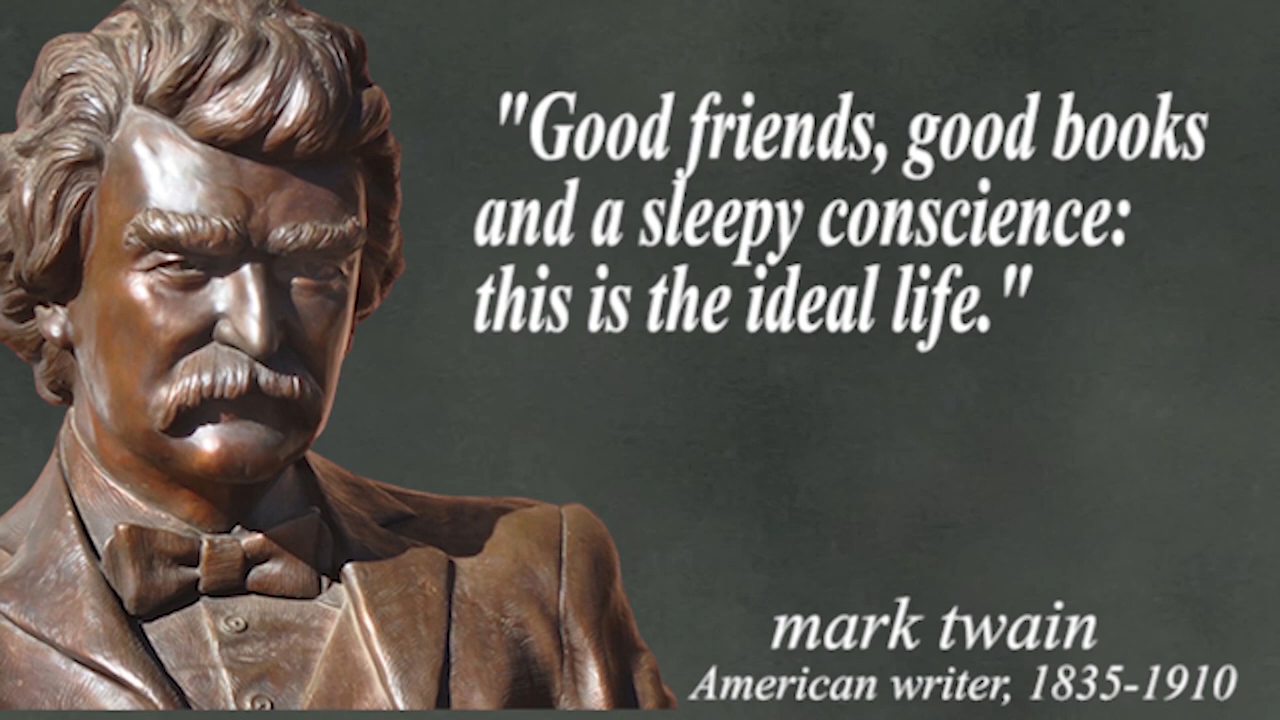 "Good friends, good books
and a sleepy conscience:
this is the ideal life."
mark twain
American writer, 1835-1910